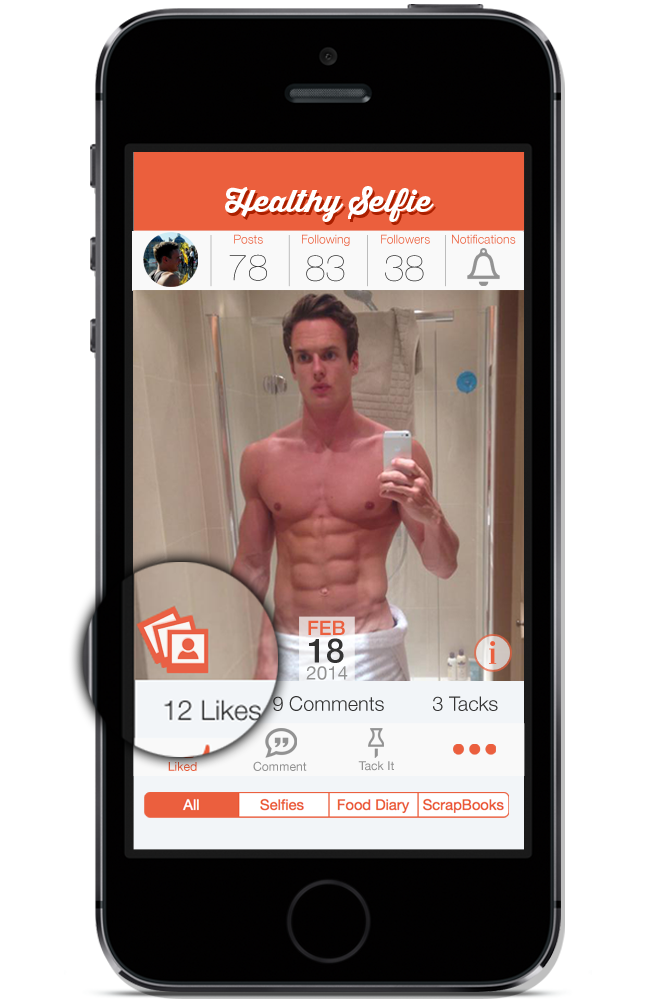 Healthy Selfie
Posts Following Followers Notifications
78 83 38
FEB
18
2014
12 Likes 9 Comments 3 Tacks
Liked Comment Tack It
All Selfies Food Diary ScrapBooks